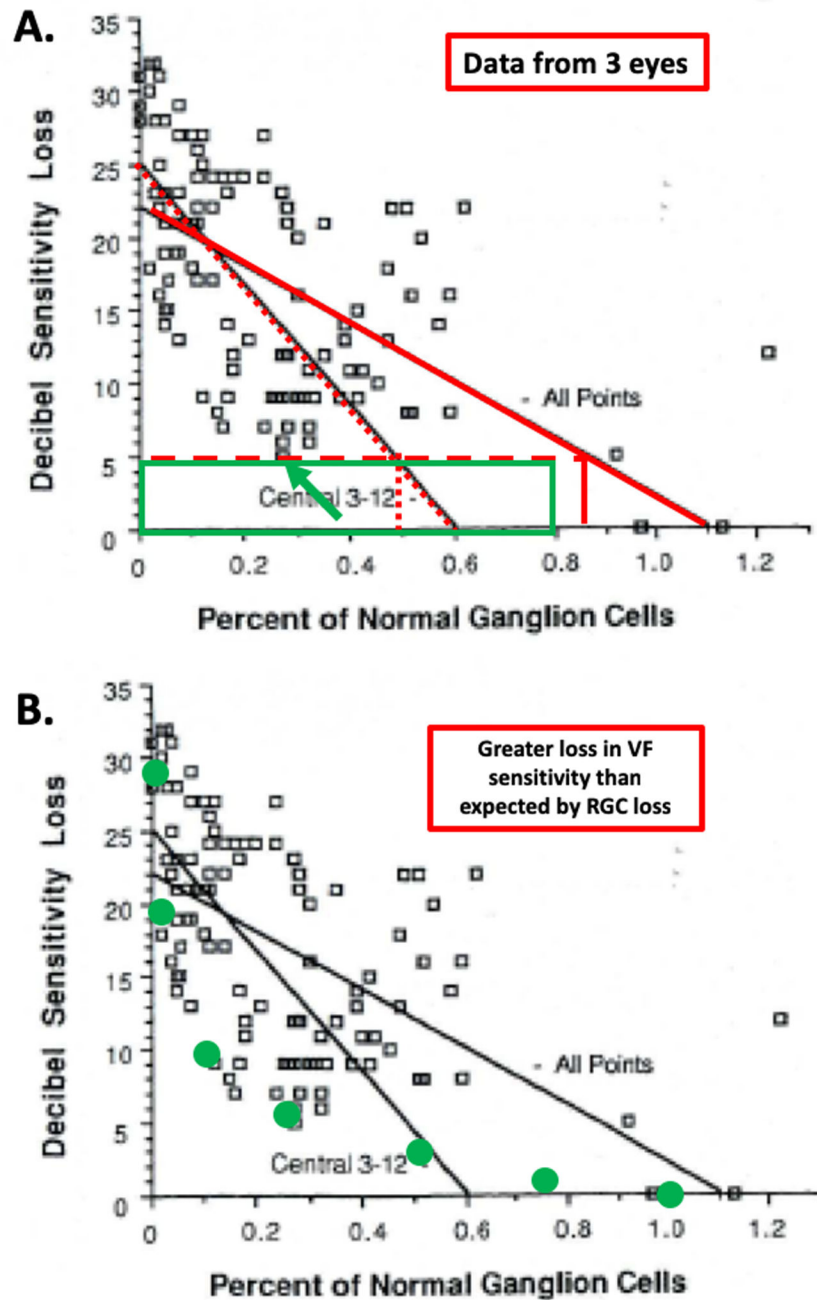 A.
Data from 3 eyes
Decibel Sensitivity Loss
35
30
25
20
15
10
5
0
- All Points
Central 3-12 -
0 0.2 0.4 0.6 0.8 1.0 1.2
Percent of Normal Ganglion Cells
B.
Greater loss in VF
sensitivity than
expected by RGC loss
Decibel Sensitivity Loss
35
30
25
20
15
10
5
0
- All Points
Central 3-12 -
0 0.2 0.4 0.6 0.8 1.0 1.2
Percent of Normal Ganglion Cells